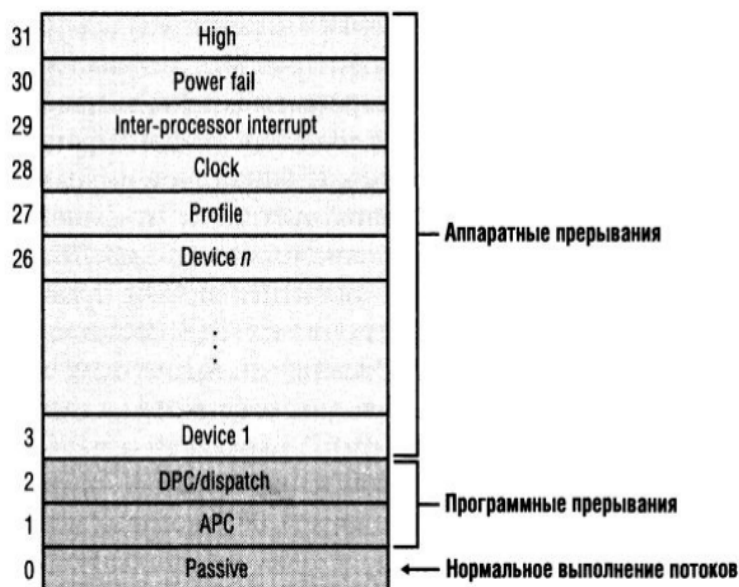 31 High
30 Power fail
29 Inter-processor interrupt
28 Clock
27 Profile
26 Device n
Аппаратные прерывания
3 Device 1
2 DPC/dispatch
Программные прерывания
1 APC
0 Passive Нормальное выполнение потоков